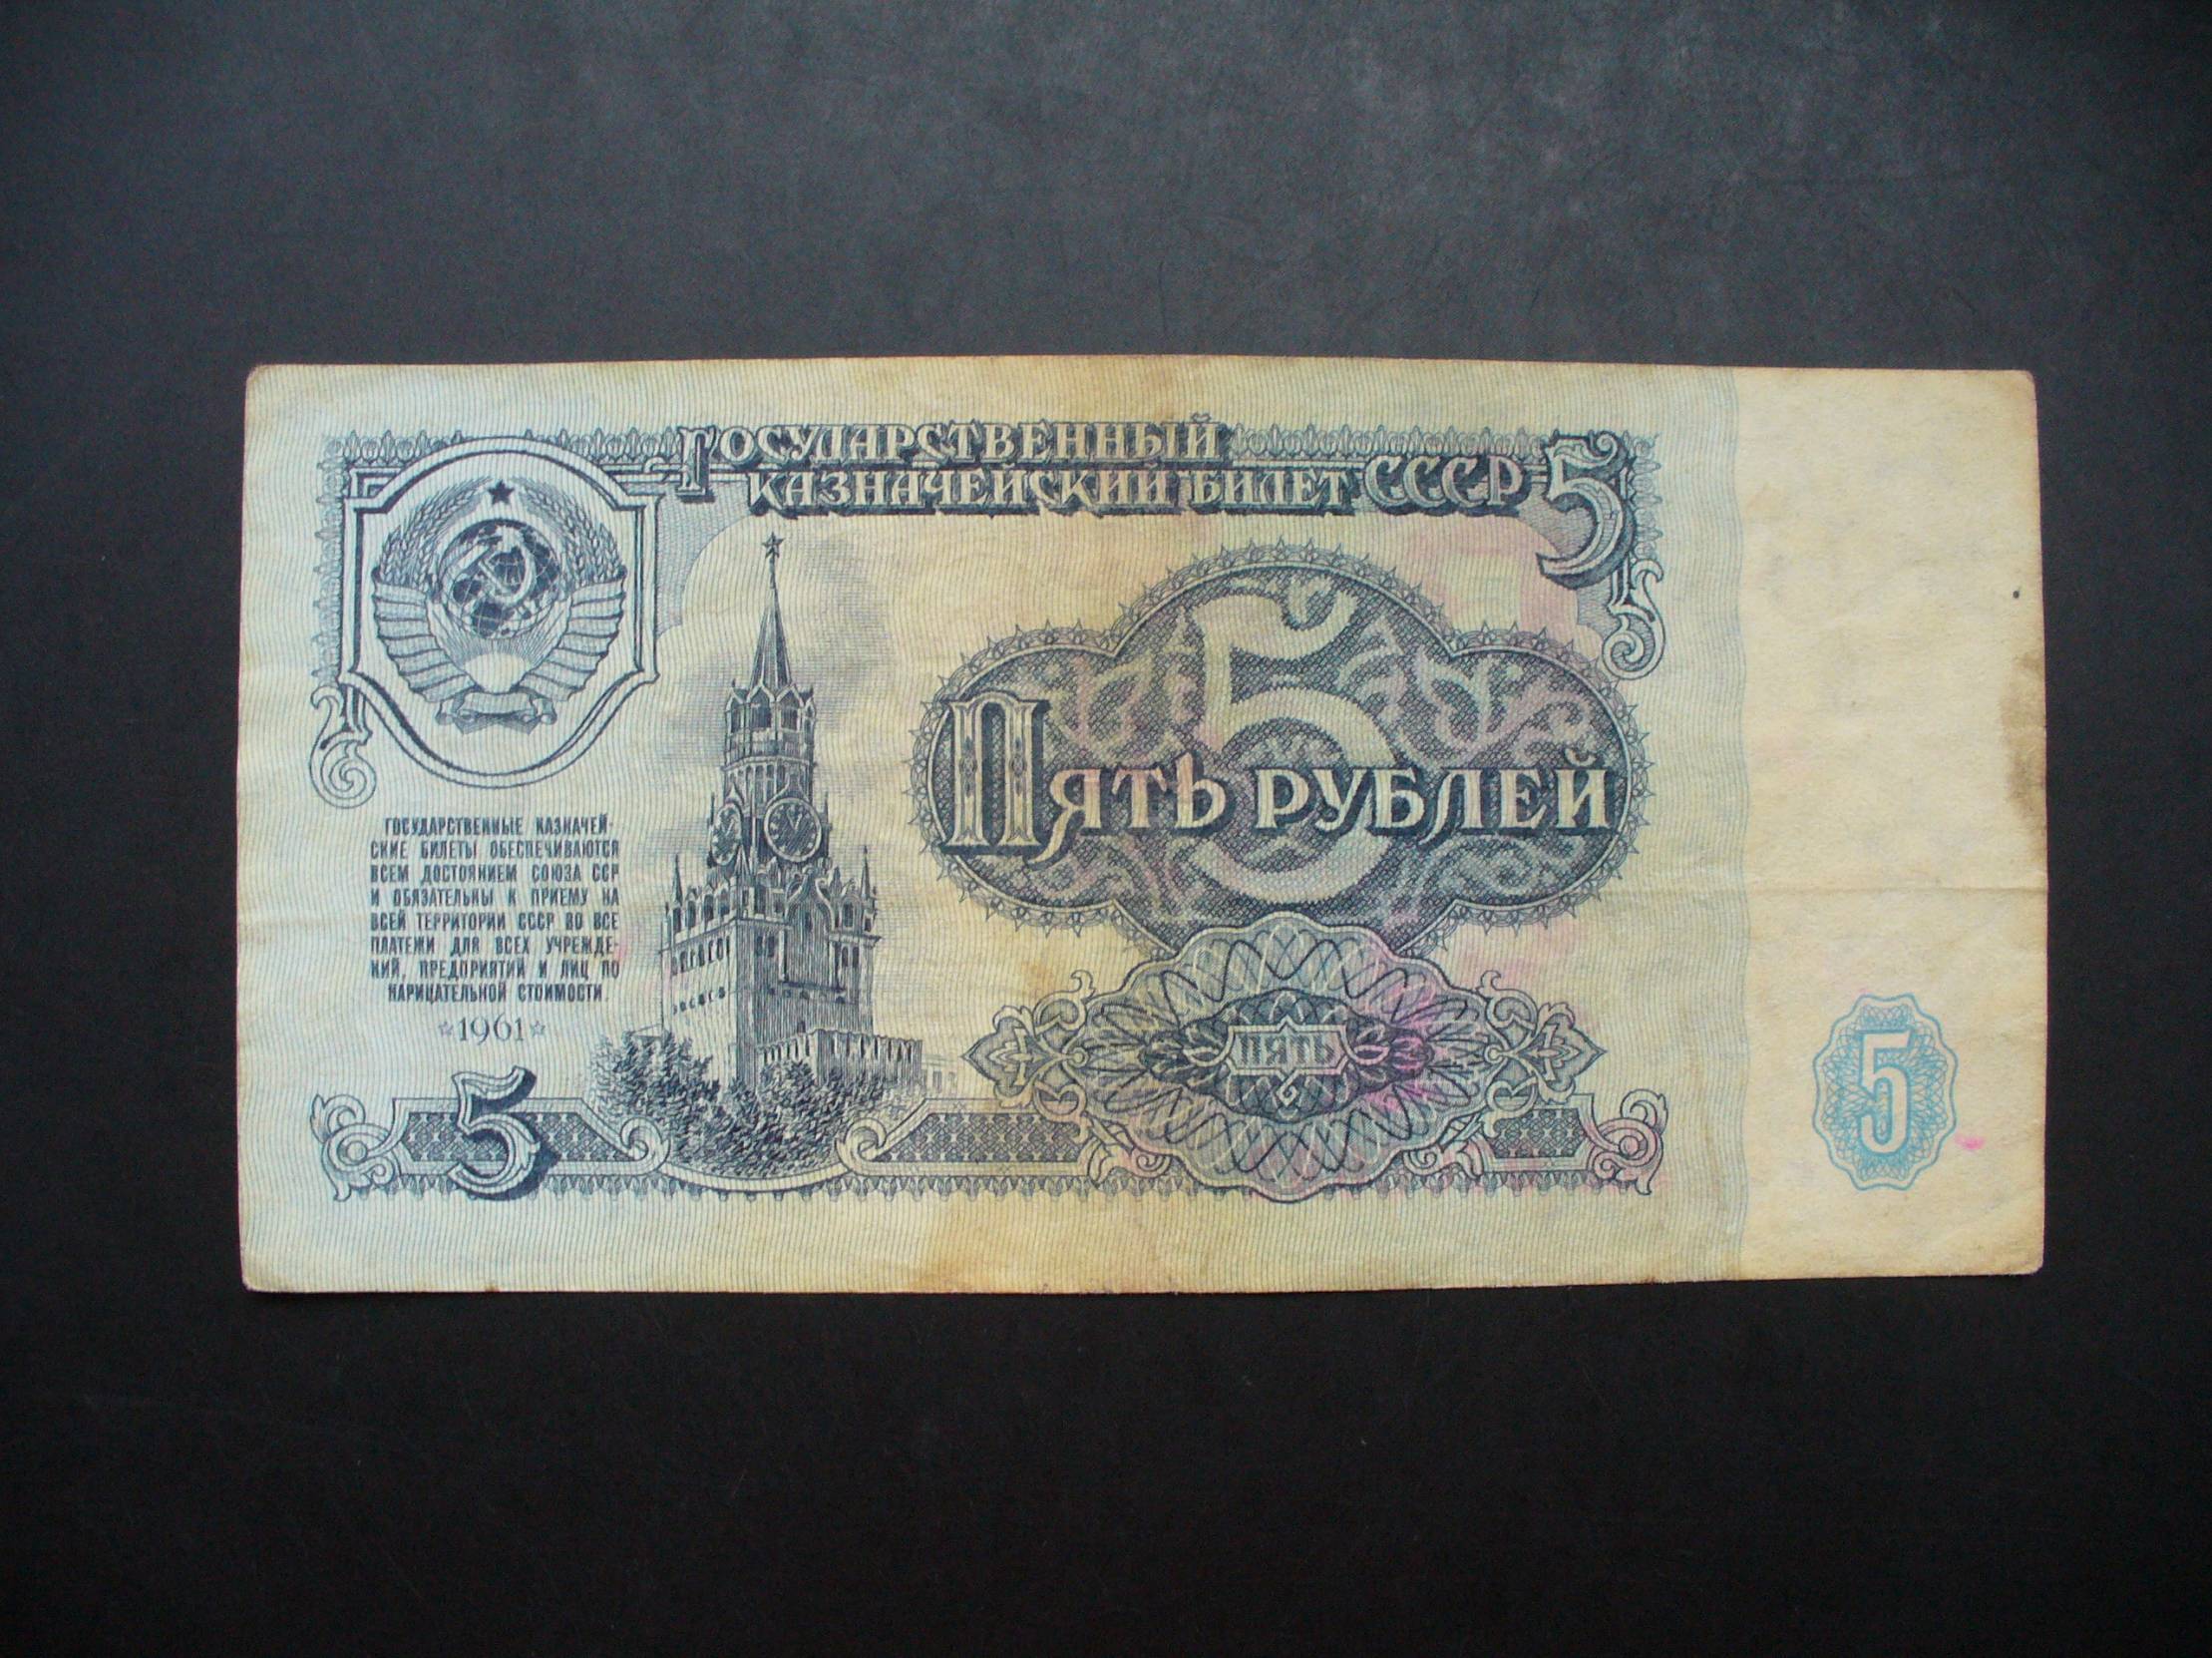 Государственный
казначейский билет СССР 5
5
Пять рублей
ГОСУДАРСТВЕННЫЕ КАЗНАЧЕЙ-
СКИЕ БИЛЕТЫ ОБЕСПЕЧИВАЮТСЯ
ВСЕМ ДОСТОЯНИЕМ СОЮЗА ССР
И ОБЯЗАТЕЛЬНЫ К ПРИЕМУ НА
ВСЕЙ ТЕРРИТОРИИ СССР ВО ВСЕ
ПЛАТЕЖИ ДЛЯ ВСЕХ УЧРЕЖДЕ-
НИЙ, ПРЕДПРИЯТИЙ И ЛИЦ ПО
НАРИЦАТЕЛЬНОЙ СТОИМОСТИ.
☆1961☆
ПЯТЬ
5
5